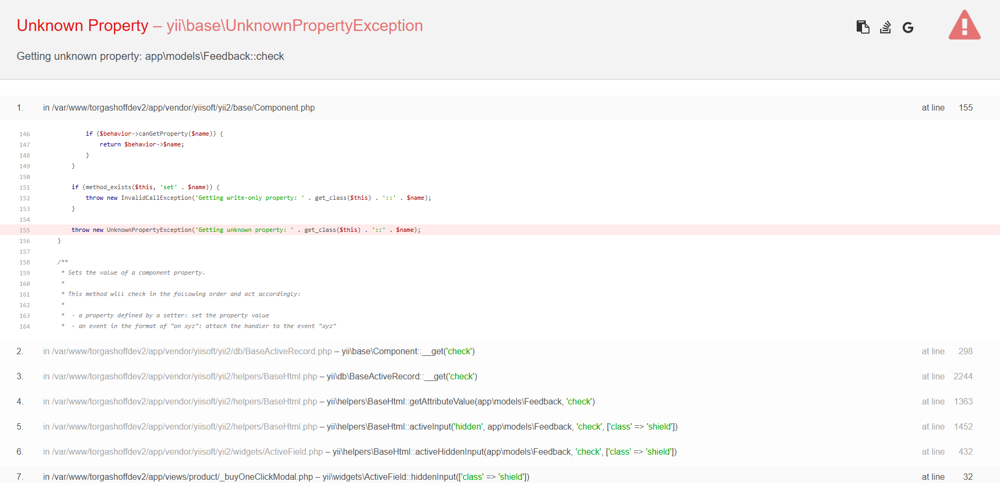 Unknown Property – yii\base\UnknownPropertyException
Getting unknown property: app\models\Feedback::check
1. in /var/www/torgashoffdev2/app/vendor/yiisoft/yii2/base/Component.php at line 155
146 if ($behavior->canGetProperty($name)) {
147 return $behavior->$name;
148 }
149 }
150
151 if (method_exists($this, 'set' . $name)) {
152 throw new InvalidCallException('Getting write-only property: ' . get_class($this) . '::' . $name);
153 }
154
155 throw new UnknownPropertyException('Getting unknown property: ' . get_class($this) . '::' . $name);
156 }
157
158 /**
159 * Sets the value of a component property.
160 *
161 * This method will check in the following order and act accordingly:
162 *
163 * - a property defined by a setter: set the property value
164 * - an event in the format of "on xyz": attach the handler to the event "xyz"
2. in /var/www/torgashoffdev2/app/vendor/yiisoft/yii2/db/BaseActiveRecord.php – yii\base\Component::__get('check') at line 298
3. in /var/www/torgashoffdev2/app/vendor/yiisoft/yii2/helpers/BaseHtml.php – yii\db\BaseActiveRecord::__get('check') at line 2244
4. in /var/www/torgashoffdev2/app/vendor/yiisoft/yii2/helpers/BaseHtml.php – yii\helpers\BaseHtml::getAttributeValue(app\models\Feedback, 'check') at line 1363
5. in /var/www/torgashoffdev2/app/vendor/yiisoft/yii2/helpers/BaseHtml.php – yii\helpers\BaseHtml::activeInput('hidden', app\models\Feedback, 'check', ['class' => 'shield']) at line 1452
6. in /var/www/torgashoffdev2/app/vendor/yiisoft/yii2/widgets/ActiveField.php – yii\helpers\BaseHtml::activeHiddenInput(app\models\Feedback, 'check', ['class' => 'shield']) at line 432
7. in /var/www/torgashoffdev2/app/views/product/_buyOneClickModal.php – yii\widgets\ActiveField::hiddenInput(['class' => 'shield']) at line 32